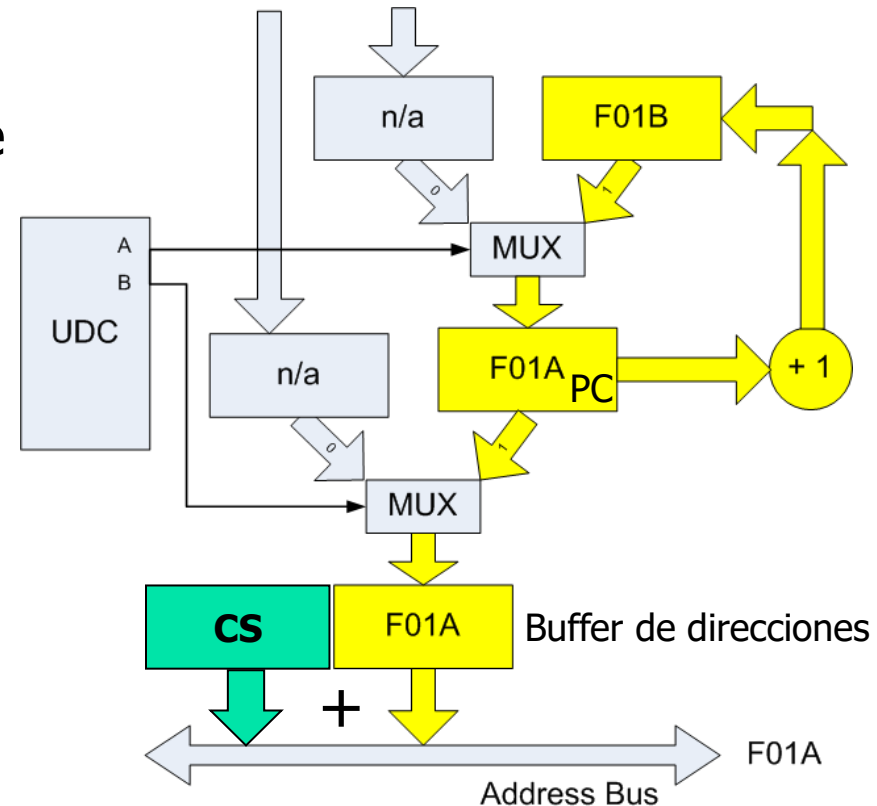 e
n/a
F01B
0
1
A
MUX
B
UDC
n/a
F01A PC
+ 1
0
1
MUX
CS
F01A
Buffer de direcciones
+
F01A
Address Bus